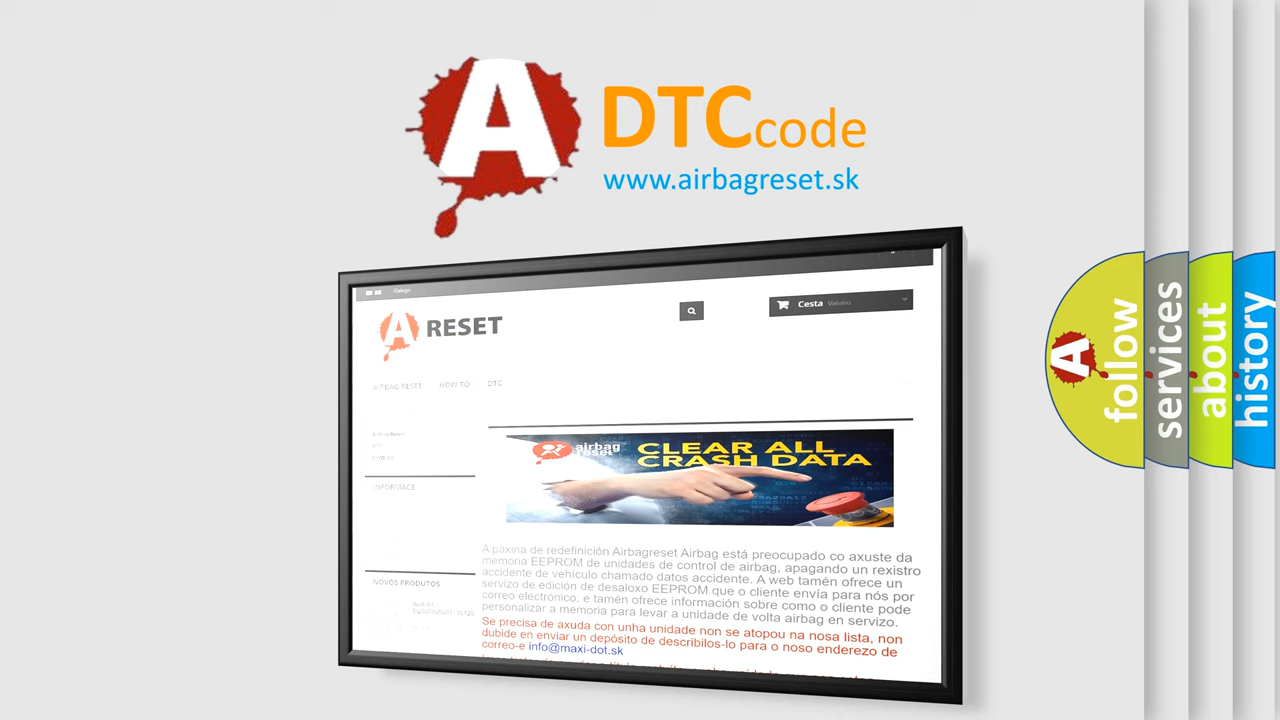 A
DTCcode
www.airbagreset.sk
Galego
A RESET
Cesta Valeiro
AIRBAG RESET HOW TO DTC
INFORMACE
NOVOS PRODUTOS
airbag
reset
CLEAR ALL
CRASH DATA
A páxina de redefinición Airbagreset Airbag está preocupado co axuste da
memoria EEPROM de unidades de control de airbag, apagando un rexistro
accidente de vehículo chamado datos accidente. A web tamén ofrece un
servizo de edición de desaloxo EEPROM que o cliente envía para nós por
correo electrónico, e tamén ofrece información sobre como o cliente pode
personalizar a memoria para levar a unidade de volta airbag en servizo.
Se precisa de axuda con unha unidade non se atopou na nosa lista, non
dubide en enviar un depósito de describilos-lo para o noso enderezo de
correo-e info@maxi-dot.sk
A
follow
services
about
history